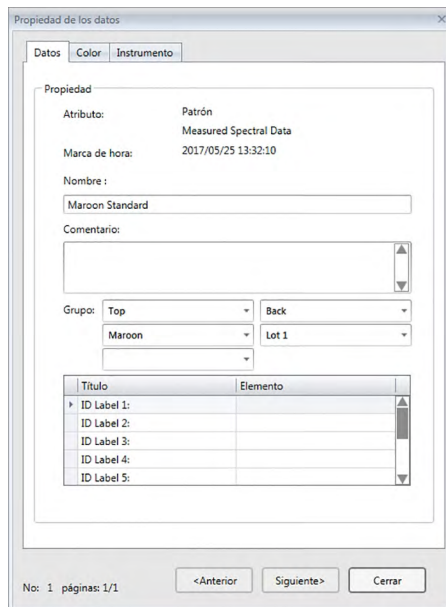 Propiedad de los datos
Datos Color Instrumento
Propiedad
Atributo: Patrón
Measured Spectral Data
Marca de hora: 2017/05/25 13:32:10
Nombre :
Maroon Standard
Comentario:
Grupo: Top Back
Maroon Lot 1
Título Elemento
ID Label 1:
ID Label 2:
ID Label 3:
ID Label 4:
ID Label 5:
No: 1 páginas: 1/1 <Anterior Siguiente> Cerrar